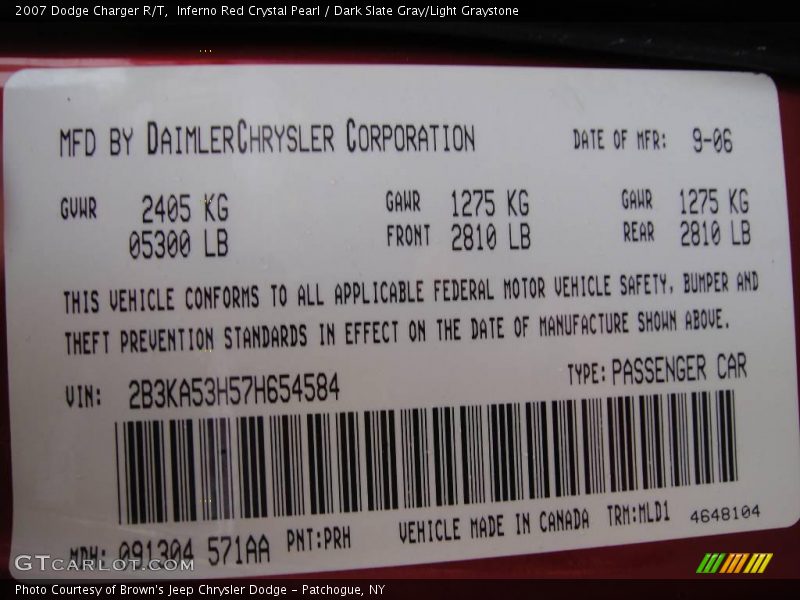 2007 Dodge Charger R/T,  Inferno Red Crystal Pearl / Dark Slate Gray/Light Graystone
MFD BY DAIMLERCHRYSLER CORPORATION DATE OF MFR: 9-06
GVWR 2405 KG GAWR 1275 KG GAWR 1275 KG
05300 LB FRONT 2810 LB REAR 2810 LB
THIS VEHICLE CONFORMS TO ALL APPLICABLE FEDERAL MOTOR VEHICLE SAFETY, BUMPER AND
THEFT PREVENTION STANDARDS IN EFFECT ON THE DATE OF MANUFACTURE SHOWN ABOVE.
VIN: 2B3KA53H57H654584 TYPE: PASSENGER CAR
MDH: 091304 571AA PNT:PRH VEHICLE MADE IN CANADA TRM:MLD1 4648104
GTCARLOT.COM
Photo Courtesy of Brown's Jeep Chrysler Dodge - Patchogue, NY